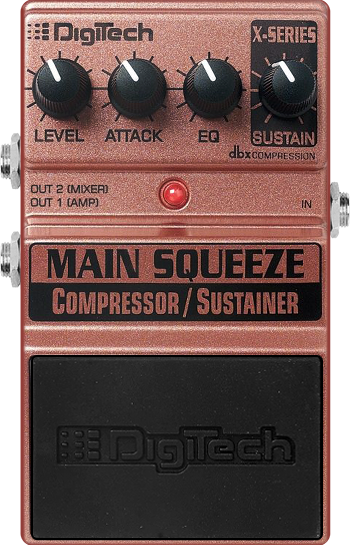 DigiTech
X-SERIES
LEVEL ATTACK EQ SUSTAIN
dbx COMPRESSION
OUT 2 (MIXER)
OUT 1 (AMP) IN
MAIN SQUEEZE
COMPRESSOR/SUSTAINER
DigiTech